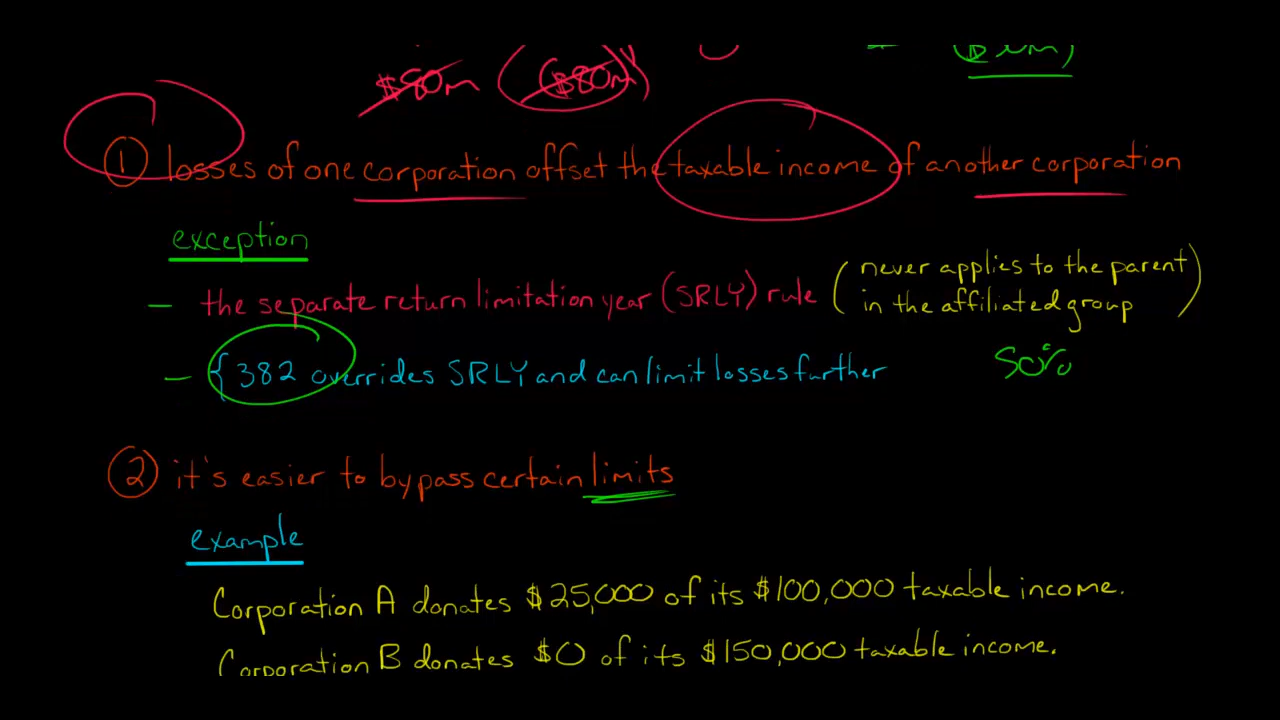 $80m ($80m)
① losses of one corporation offset the taxable income of another corporation
exception
- the separate return limitation year (SRLY) rule (never applies to the parent
in the affiliated group)
- { 382 overrides SRLY and can limit losses further
50%
② it's easier to bypass certain limits
example
Corporation A donates $25,000 of its $100,000 taxable income.
Corporation B donates $0 of its $150,000 taxable income.